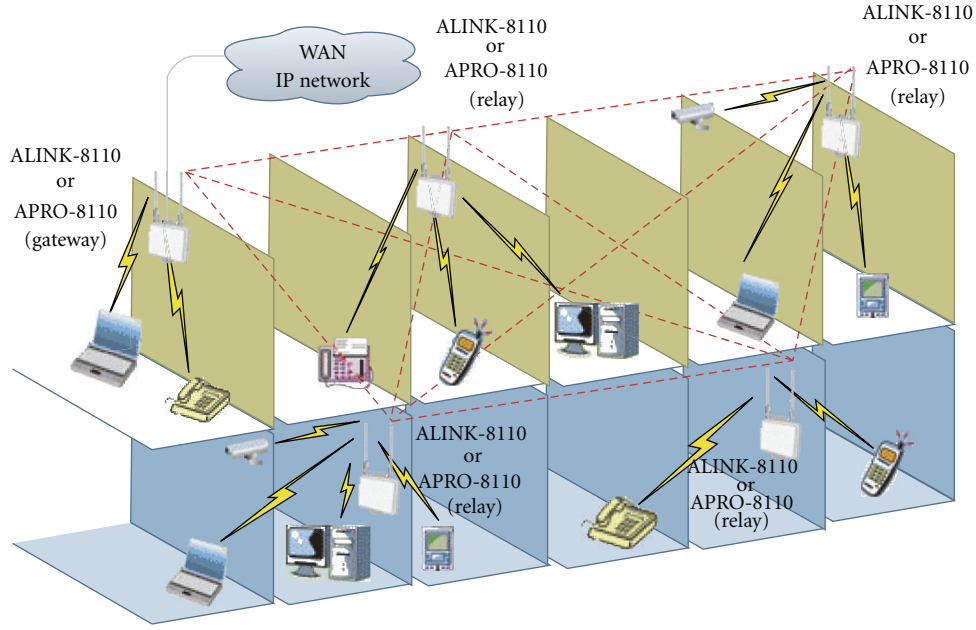 WAN
IP network
ALINK-8110
or
APRO-8110
(relay)
ALINK-8110
or
APRO-8110
(relay)
ALINK-8110
or
APRO-8110
(gateway)
ALINK-8110
or
APRO-8110
(relay)
ALINK-8110
or
APRO-8110
(relay)